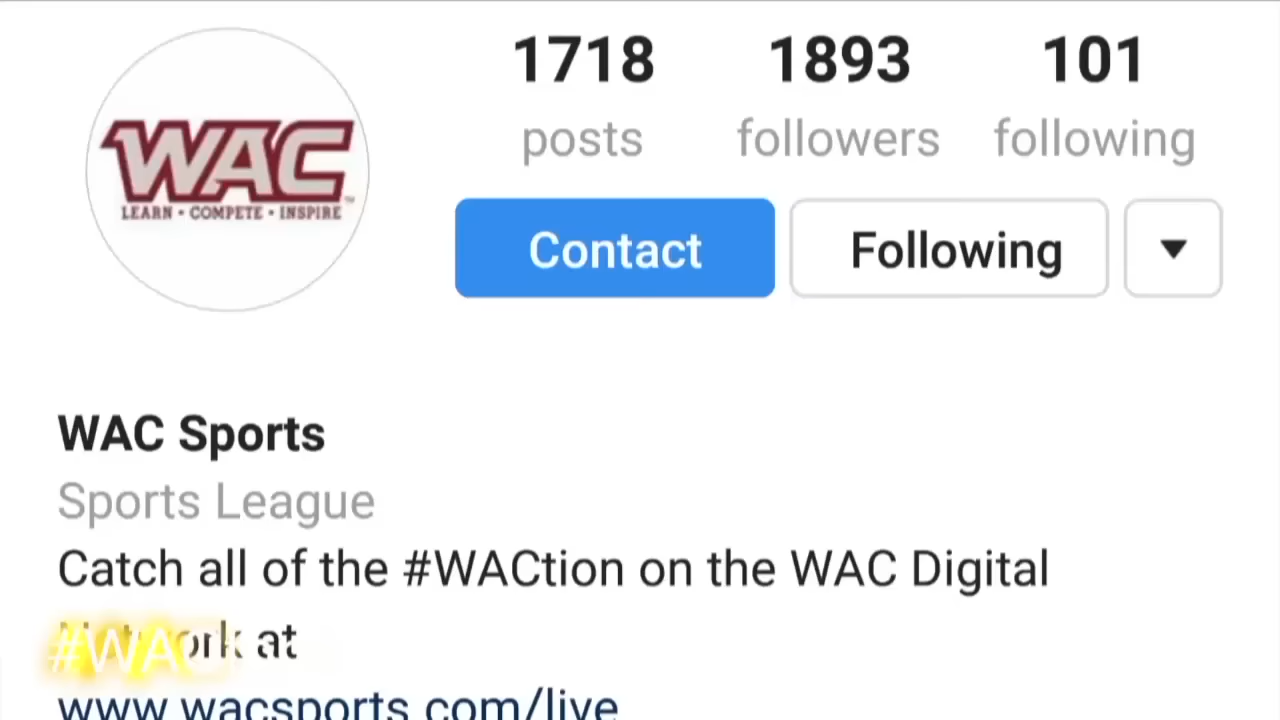 1718 1893 101
posts followers following
WAC
LEARN • COMPETE • INSPIRE
Contact Following
WAC Sports
Sports League
Catch all of the #WACtion on the WAC Digital
at
#WAC
www.wacsports.com/live